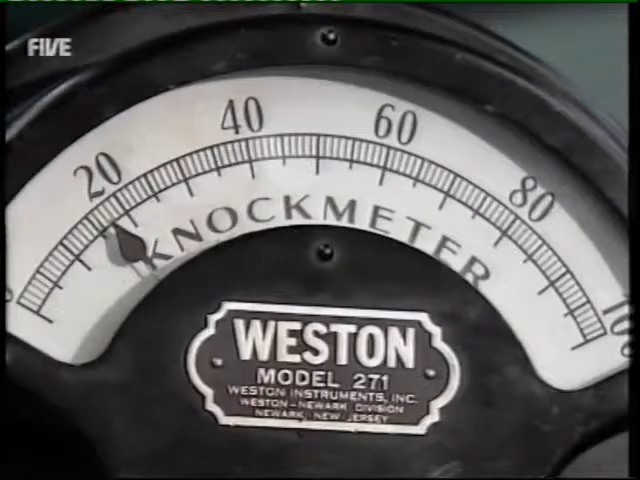 FIVE
0 20 40 60 80 100
KNOCKMETER
WESTON
MODEL 271
WESTON INSTRUMENTS, INC.
WESTON-NEWARK DIVISION
NEWARK, NEW JERSEY